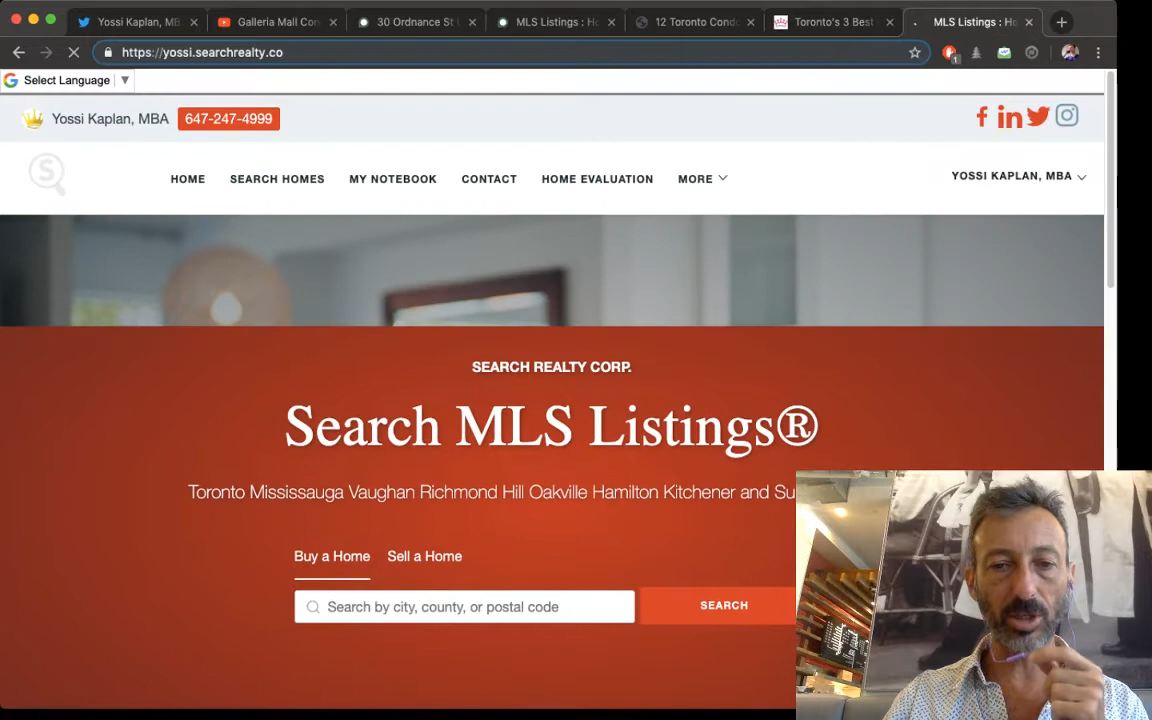 Yossi Kaplan, MB
Galleria Mall Con
30 Ordnance St
MLS Listings : Ho
12 Toronto Condo
Toronto's 3 Best
MLS Listings : Ho
https://yossi.searchrealty.co
1
Select Language ▼
Yossi Kaplan, MBA 647-247-4999
HOME SEARCH HOMES MY NOTEBOOK CONTACT HOME EVALUATION MORE YOSSI KAPLAN, MBA
SEARCH REALTY CORP.
Search MLS Listings®
Toronto Mississauga Vaughan Richmond Hill Oakville Hamilton Kitchener and Su
Buy a Home Sell a Home
Search by city, county, or postal code SEARCH